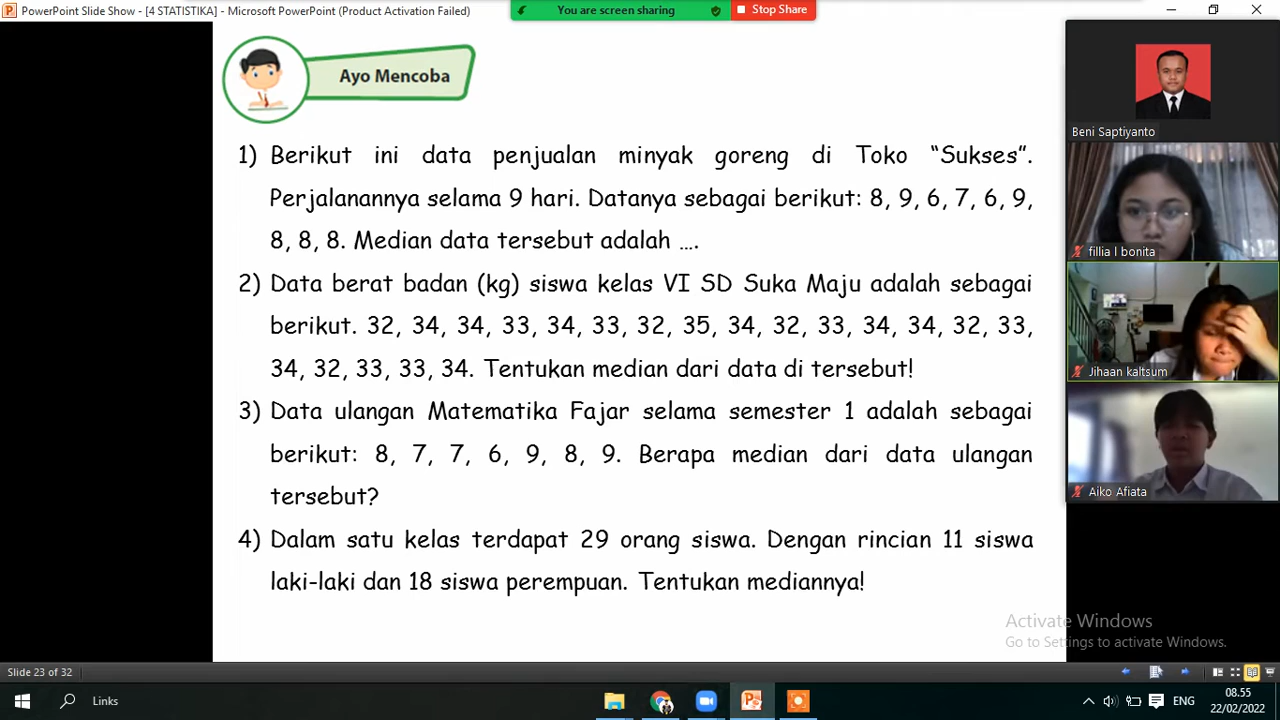 PowerPoint Slide Show - [4 STATISTIKA] - Microsoft PowerPoint (Product Activation Failed)
You are screen sharing
Stop Share
Ayo Mencoba
1) Berikut ini data penjualan minyak goreng di Toko “Sukses”.
Perjalanannya selama 9 hari. Datanya sebagai berikut: 8, 9, 6, 7, 6, 9,
8, 8, 8. Median data tersebut adalah ….
2) Data berat badan (kg) siswa kelas VI SD Suka Maju adalah sebagai
berikut. 32, 34, 34, 33, 34, 33, 32, 35, 34, 32, 33, 34, 34, 32, 33,
34, 32, 33, 33, 34. Tentukan median dari data di tersebut!
3) Data ulangan Matematika Fajar selama semester 1 adalah sebagai
berikut: 8, 7, 7, 6, 9, 8, 9. Berapa median dari data ulangan
tersebut?
4) Dalam satu kelas terdapat 29 orang siswa. Dengan rincian 11 siswa
laki-laki dan 18 siswa perempuan. Tentukan mediannya!
Beni Saptiyanto
fillia l bonita
Jihaan kaltsum
Aiko Afiata
Activate Windows
Go to Settings to activate Windows.
Slide 23 of 32
Links
ENG
08.55
22/02/2022